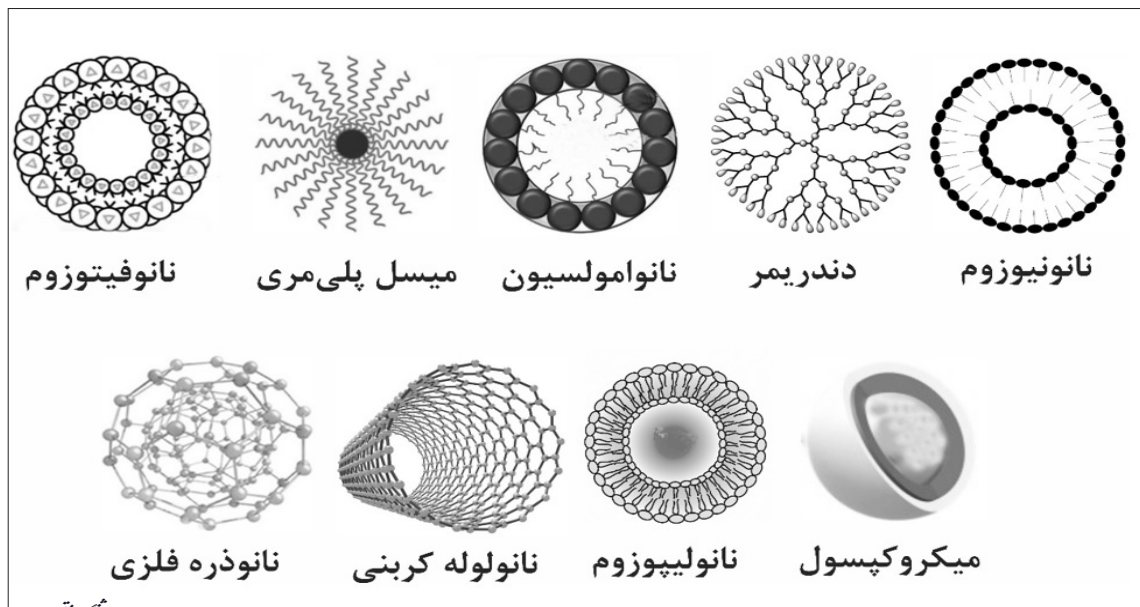 نانونیوزوم
دندریمر
نانوامولسیون
میسل پلی‌مری
نانوفیتوزوم
میکروکپسول
نانولیپوزوم
نانولوله کربنی
نانوذره فلزی